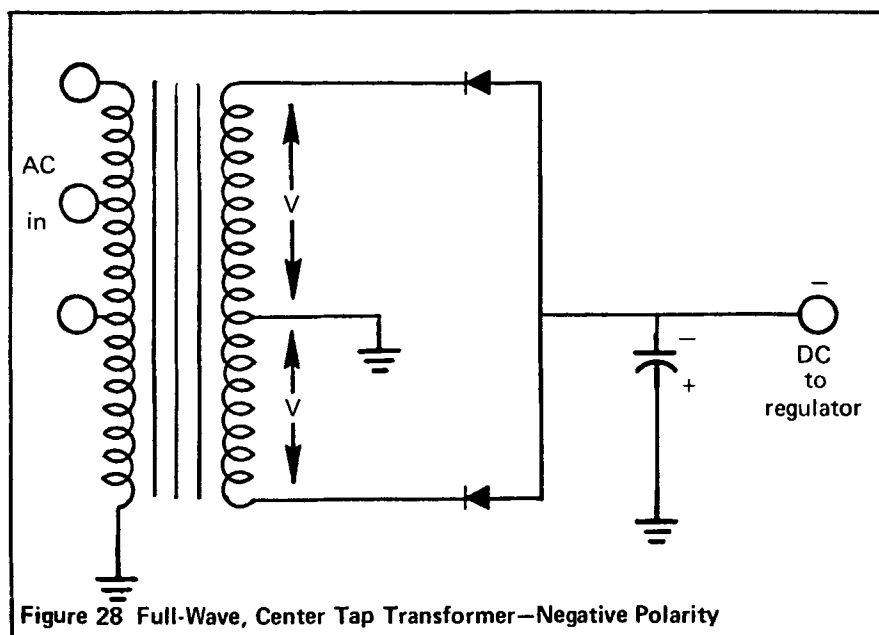 AC
in
V
V
–
–
+
DC
to
regulator
Figure 28 Full-Wave, Center Tap Transformer—Negative Polarity